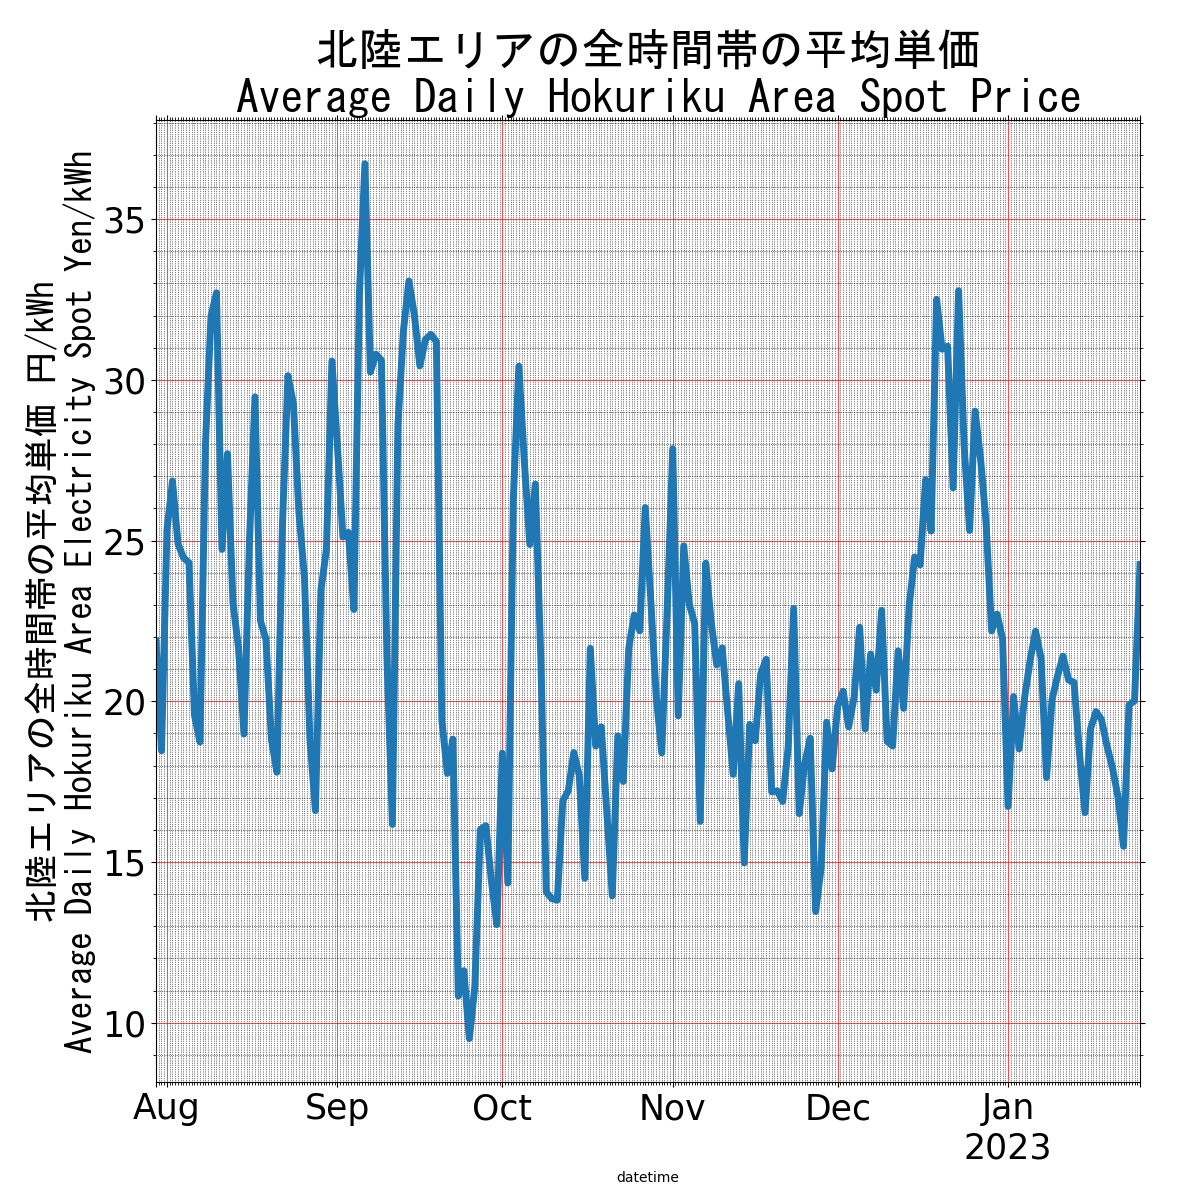 北陸エリアの全時間帯の平均単価
Average Daily Hokuriku Area Spot Price
北陸エリアの全時間帯の平均単価 円/kWh
Average Daily Hokuriku Area Electricity Spot Yen/kWh
35
30
25
20
15
10
Aug Sep Oct Nov Dec Jan
2023
datetime